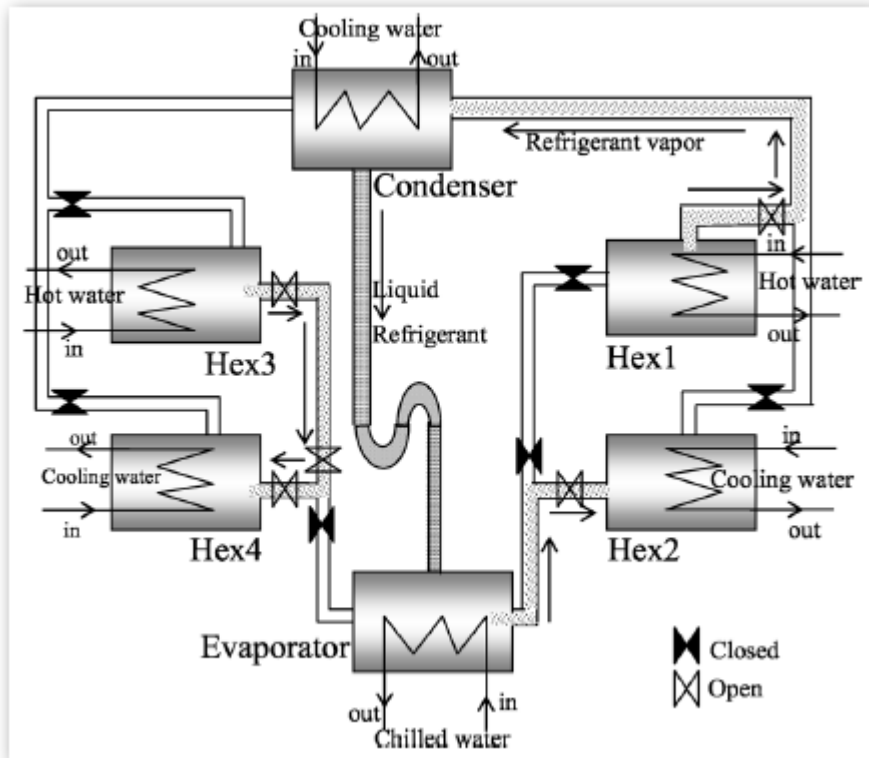 Cooling water
in
out
Refrigerant vapor
Condenser
out
Hot water
in
Hex3
Liquid
Refrigerant
in
Hot water
out
Hex1
out
Cooling water
in
Hex4
in
Cooling water
out
Hex2
Evaporator
out
in
Chilled water
Closed
Open